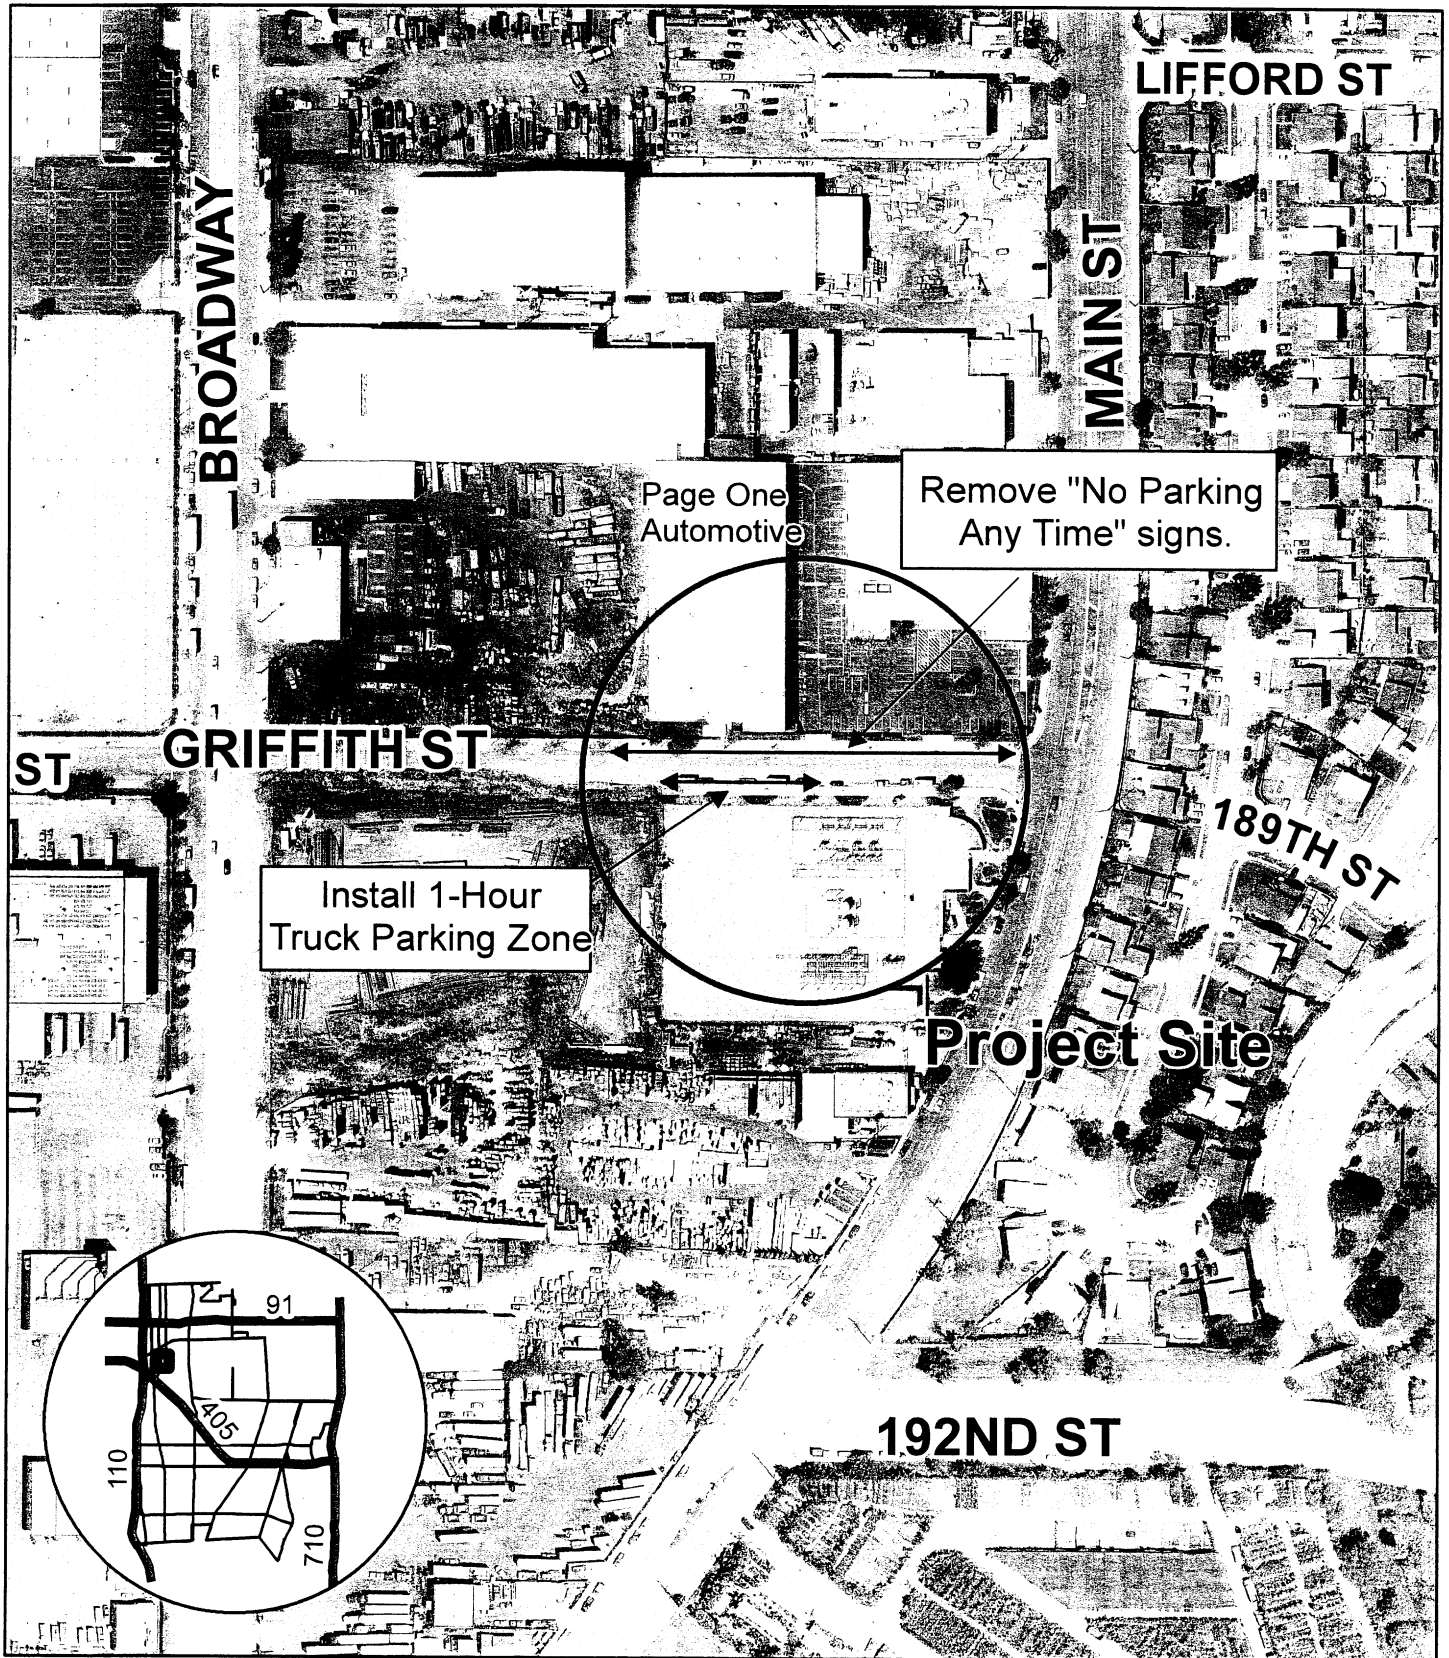 LIFFORD ST
BROADWAY
MAIN ST
Page One
Automotive
Remove "No Parking
Any Time" signs.
ST
GRIFFITH ST
189TH ST
Install 1-Hour
Truck Parking Zone
Project Site
91
405
110
710
192ND ST